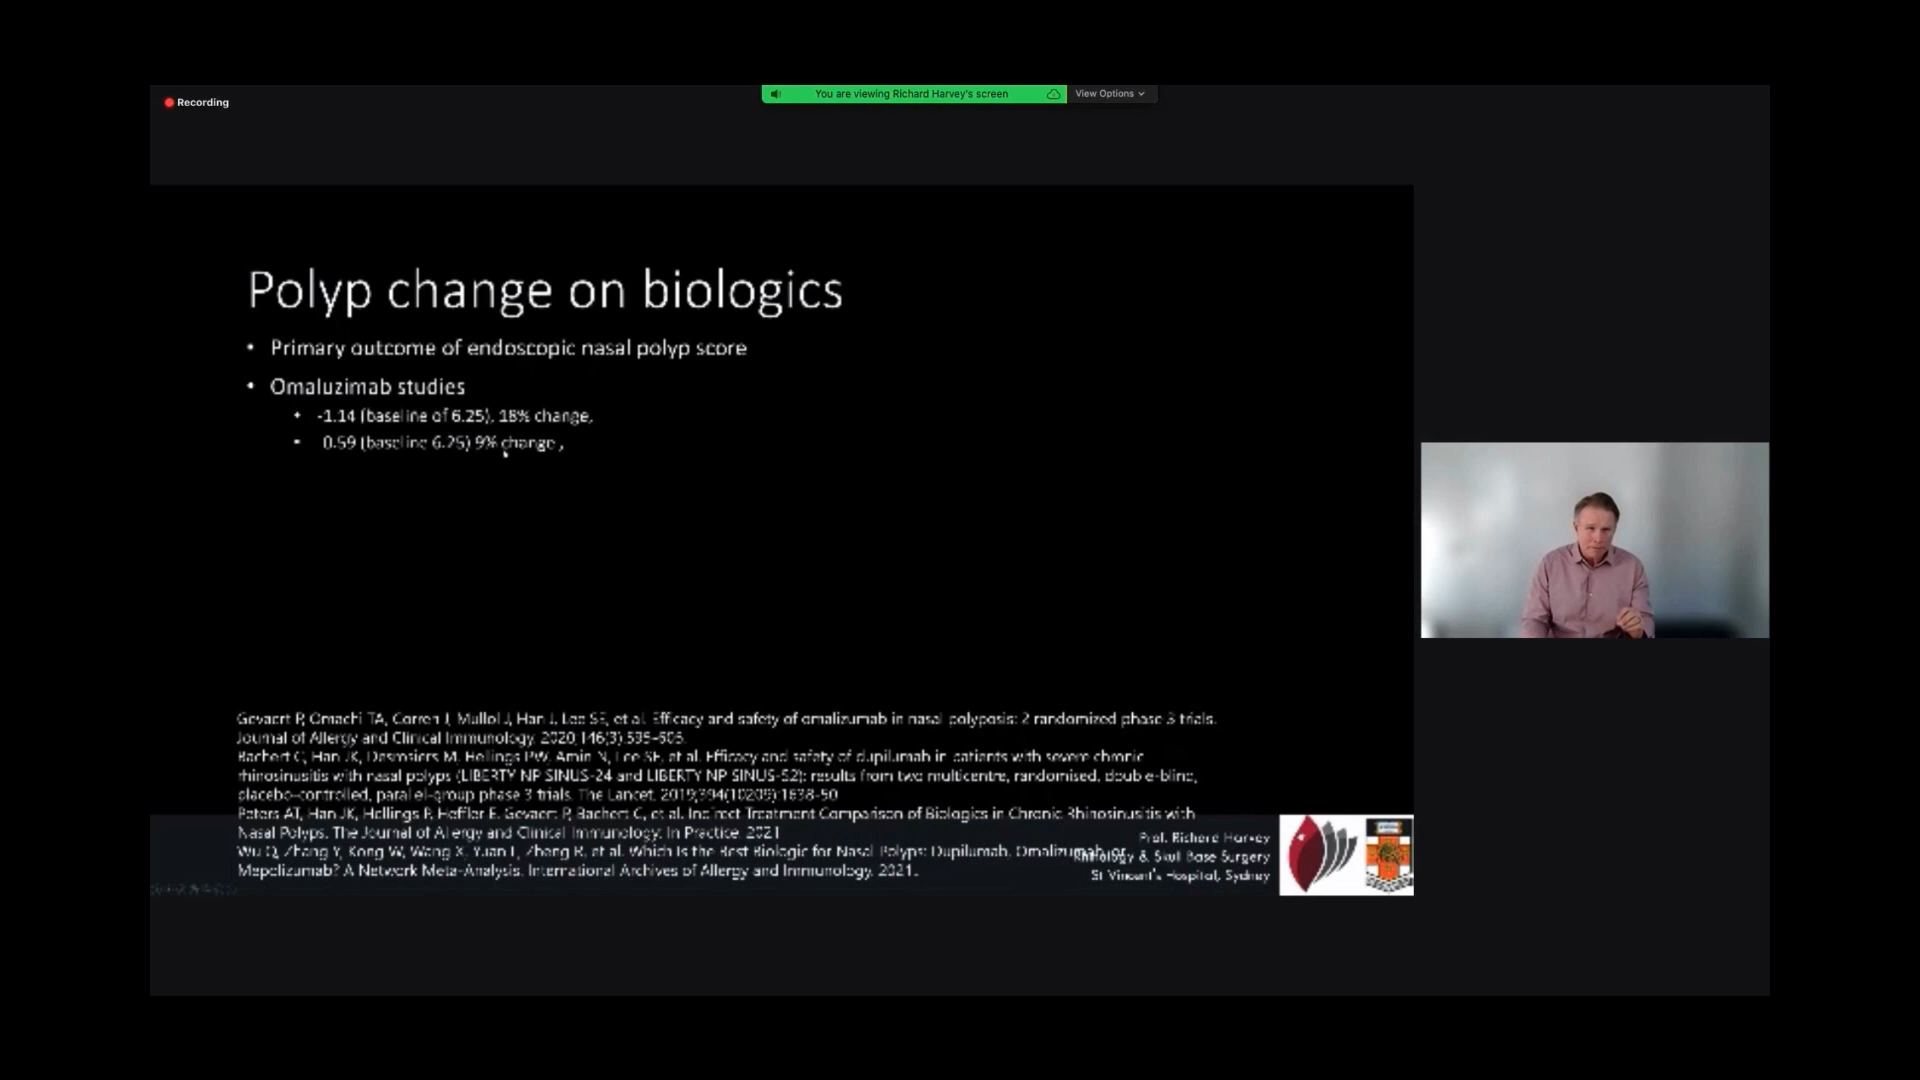 Recording
You are viewing Richard Harvey's screen
View Options
Polyp change on biologics
• Primary outcome of endoscopic nasal polyp score
• Omaluzimab studies
• -1.14 (baseline of 6.25), 18% change,
• 0.59 (baseline 6.25) 9% change ,
Gevaert P, Omachi TA, Corren J, Mullol J, Han J, Lee SE, et al. Efficacy and safety of omalizumab in nasal polyposis: 2 randomized phase 3 trials.
Journal of Allergy and Clinical Immunology. 2020;146(3):595-605.
Bachert C, Han JK, Desrosiers M, Hellings PW, Amin N, Lee SE, et al. Efficacy and safety of dupilumab in patients with severe chronic
rhinosinusitis with nasal polyps (LIBERTY NP SINUS-24 and LIBERTY NP SINUS-52): results from two multicentre, randomised, double-blind,
placebo-controlled, parallel-group phase 3 trials. The Lancet. 2019;394(10209):1638-50
Peters AT, Han JK, Hellings P, Heffler E, Gevaert P, Bachert C, et al. Indirect Treatment Comparison of Biologics in Chronic Rhinosinusitis with
Nasal Polyps. The Journal of Allergy and Clinical Immunology: In Practice. 2021
Wu Q, Zhang Y, Kong W, Wang X, Yuan L, Zheng R, et al. Which Is the Best Biologic for Nasal Polyps: Dupilumab, Omalizumab, or
Mepolizumab? A Network Meta-Analysis. International Archives of Allergy and Immunology. 2021.
Prof. Richard Harvey
Rhinology & Skull Base Surgery
St Vincent's Hospital, Sydney